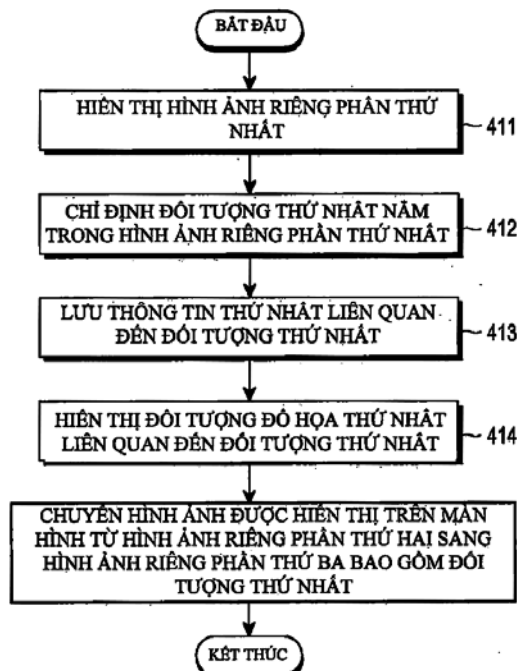 BẮT ĐẦU
HIỂN THỊ HÌNH ẢNH RIÊNG PHẦN THỨ
NHẤT
411
CHỈ ĐỊNH ĐỐI TƯỢNG THỨ NHẤT NẰM
TRONG HÌNH ẢNH RIÊNG PHẦN THỨ NHẤT
412
LƯU THÔNG TIN THỨ NHẤT LIÊN QUAN
ĐẾN ĐỐI TƯỢNG THỨ NHẤT
413
HIỂN THỊ ĐỐI TƯỢNG ĐỒ HỌA THỨ NHẤT
LIÊN QUAN ĐẾN ĐỐI TƯỢNG THỨ NHẤT
414
CHUYỂN HÌNH ẢNH ĐƯỢC HIỂN THỊ TRÊN MÀN
HÌNH TỪ HÌNH ẢNH RIÊNG PHẦN THỨ HAI SANG
HÌNH ẢNH RIÊNG PHẦN THỨ BA BAO GỒM ĐỐI
TƯỢNG THỨ NHẤT
KẾT THÚC